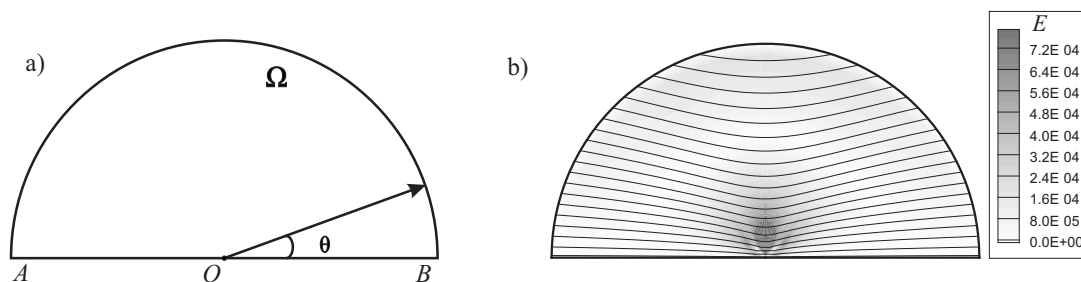 a)
Ω
θ
A
O
B
b)
E
7.2E 04
6.4E 04
5.6E 04
4.8E 04
4.0E 04
3.2E 04
2.4E 04
1.6E 04
8.0E 05
0.0E+00